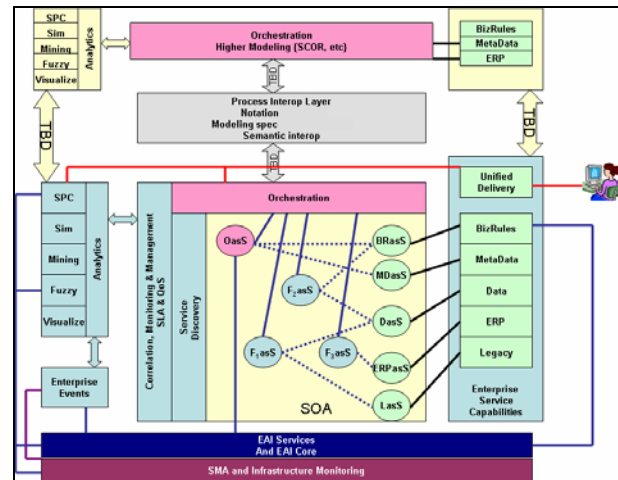 SPC
Sim
Mining
Fuzzy
Visualize
Analytics
Orchestration
Higher Modeling (SCOR, etc)
BizRules
MetaData
ERP
TBD
TBD
TBD
Process Interop Layer
Notation
Modeling spec
Semantic interop
TBD
SPC
Sim
Mining
Fuzzy
Visualize
Analytics
Enterprise
Events
Correlation, Monitoring & Management
SLA & QoS
Service
Discovery
Orchestration
OasS
F2asS
F1asS
F3asS
BRasS
MDasS
DasS
ERPasS
LasS
SOA
Unified
Delivery
BizRules
MetaData
Data
ERP
Legacy
Enterprise
Service
Capabilities
EAI Services
And EAI Core
SMA and Infrastructure Monitoring